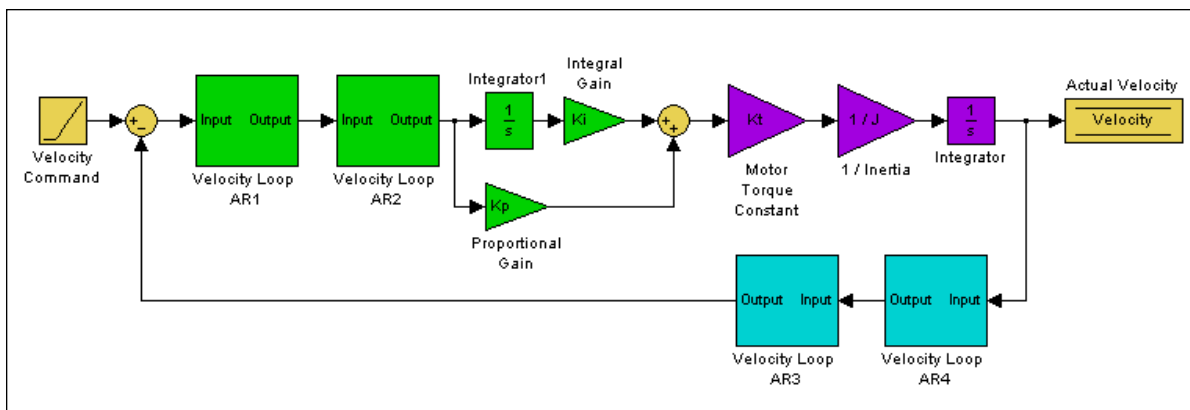 Velocity
Command
+
−
Input Output
Velocity Loop
AR1
Input Output
Velocity Loop
AR2
Integrator1
1
s
Integral
Gain
Ki
Kp
Proportional
Gain
+
+
Kt
Motor
Torque
Constant
1 / J
1 / Inertia
1
s
Integrator
Actual Velocity
Velocity
Output Input
Velocity Loop
AR3
Output Input
Velocity Loop
AR4